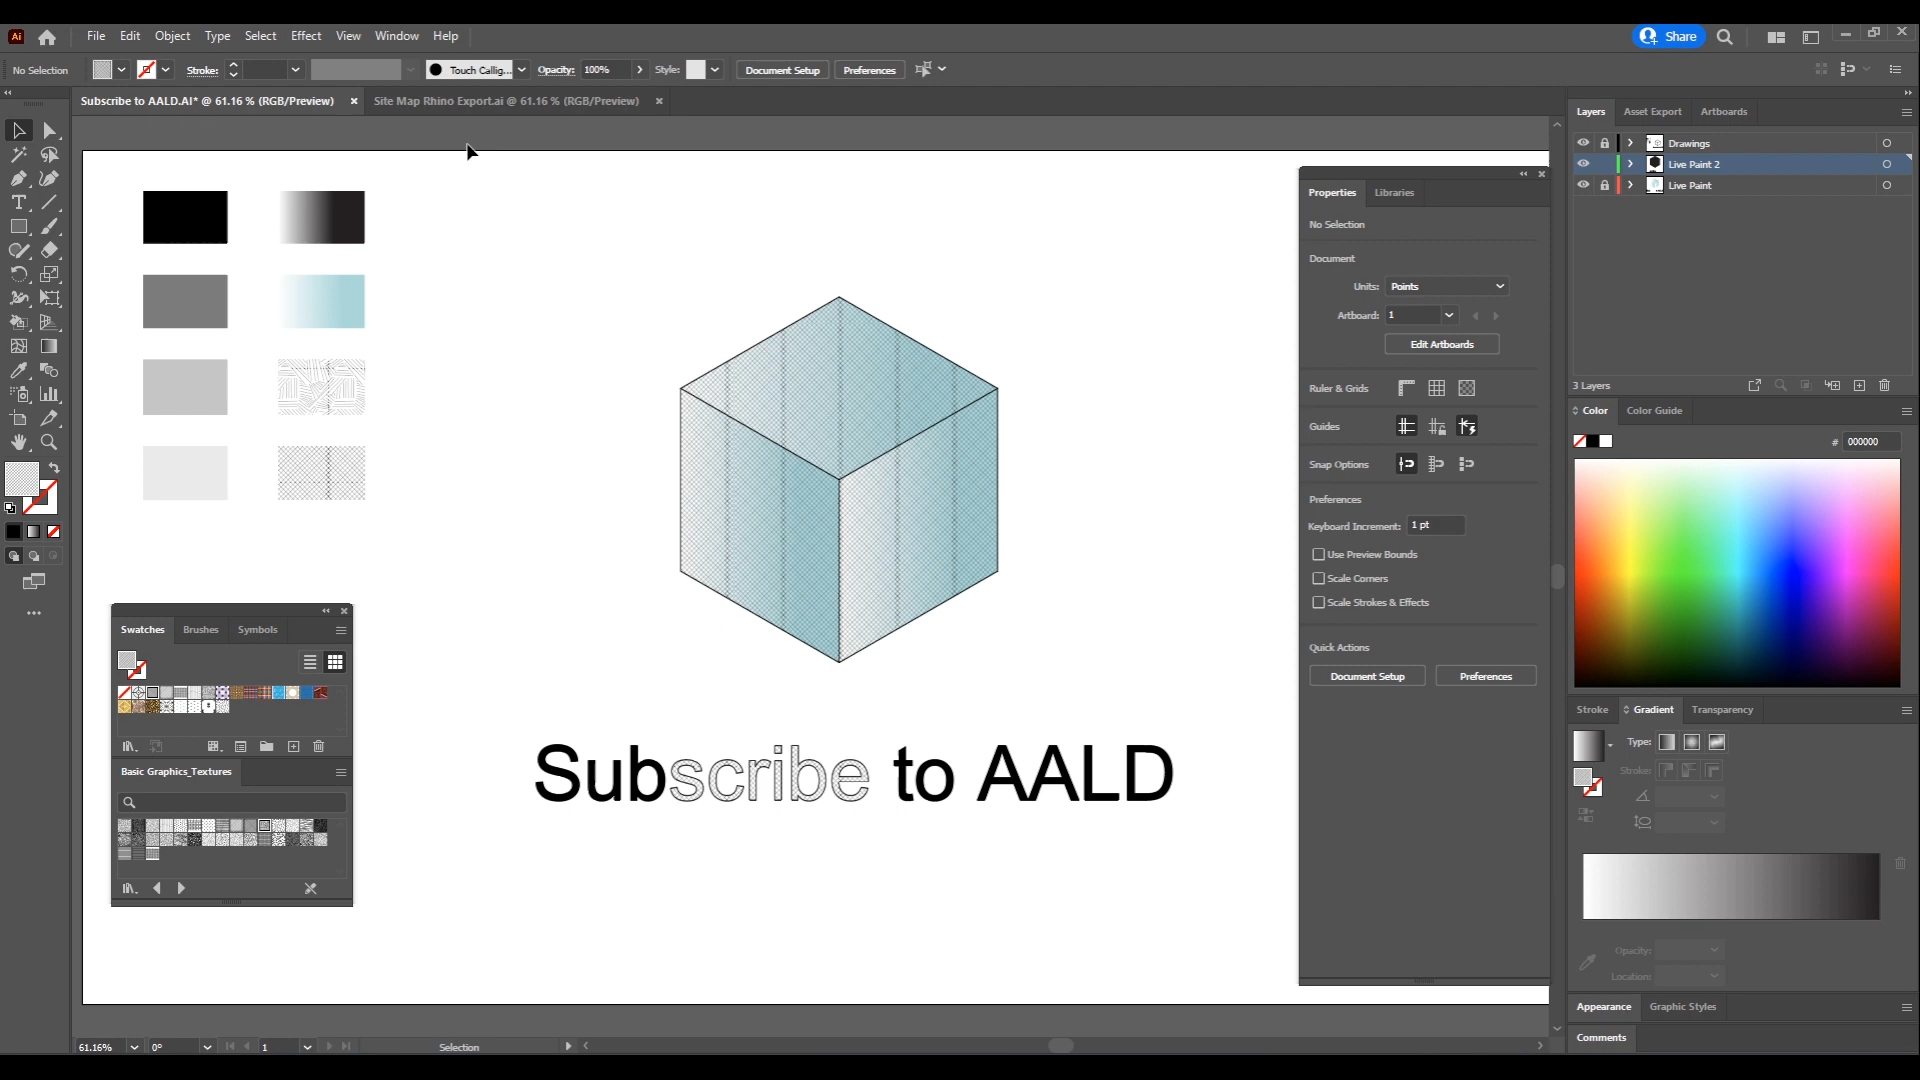 Ai File Edit Object Type Select Effect View Window Help Share
No Selection Stroke: Touch Callig... Opacity: 100% Style: Document Setup Preferences
Subscribe to AALD.AI* @ 61.16 % (RGB/Preview) Site Map Rhino Export.ai @ 61.16 % (RGB/Preview)
Layers Asset Export Artboards
Drawings
Live Paint 2
Live Paint
3 Layers
Properties Libraries
No Selection
Document
Units: Points
Artboard: 1
Edit Artboards
Ruler & Grids
Guides
Snap Options
Preferences
Keyboard Increment: 1 pt
Use Preview Bounds
Scale Corners
Scale Strokes & Effects
Quick Actions
Document Setup Preferences
Color Color Guide
# 000000
Swatches Brushes Symbols
Basic Graphics_Textures
Subscribe to AALD
Stroke Gradient Transparency
Type:
Stroke:
Opacity:
Location:
Appearance Graphic Styles
Comments
61.16% 0° 1 Selection